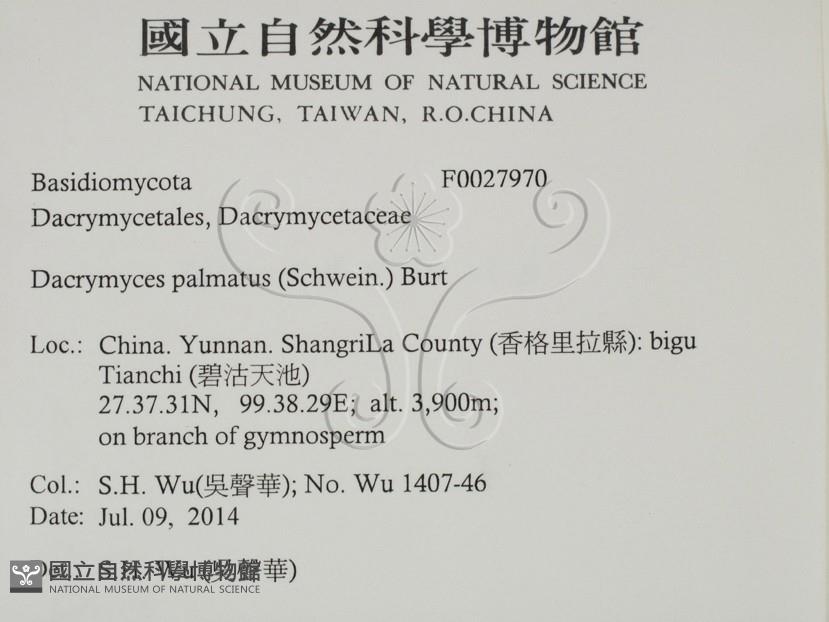 國立自然科學博物館
NATIONAL MUSEUM OF NATURAL SCIENCE
TAICHUNG, TAIWAN, R.O.CHINA
Basidiomycota F0027970
Dacrymycetales, Dacrymycetaceae
Dacrymyces palmatus (Schwein.) Burt
Loc.: China. Yunnan. ShangriLa County (香格里拉縣): bigu
Tianchi (碧沽天池)
27.37.31N, 99.38.29E; alt. 3,900m;
on branch of gymnosperm
Col.: S.H. Wu(吳聲華); No. Wu 1407-46
Date: Jul. 09, 2014
S.H. Wu (吳聲華)
國立自然科學博物館
NATIONAL MUSEUM OF NATURAL SCIENCE